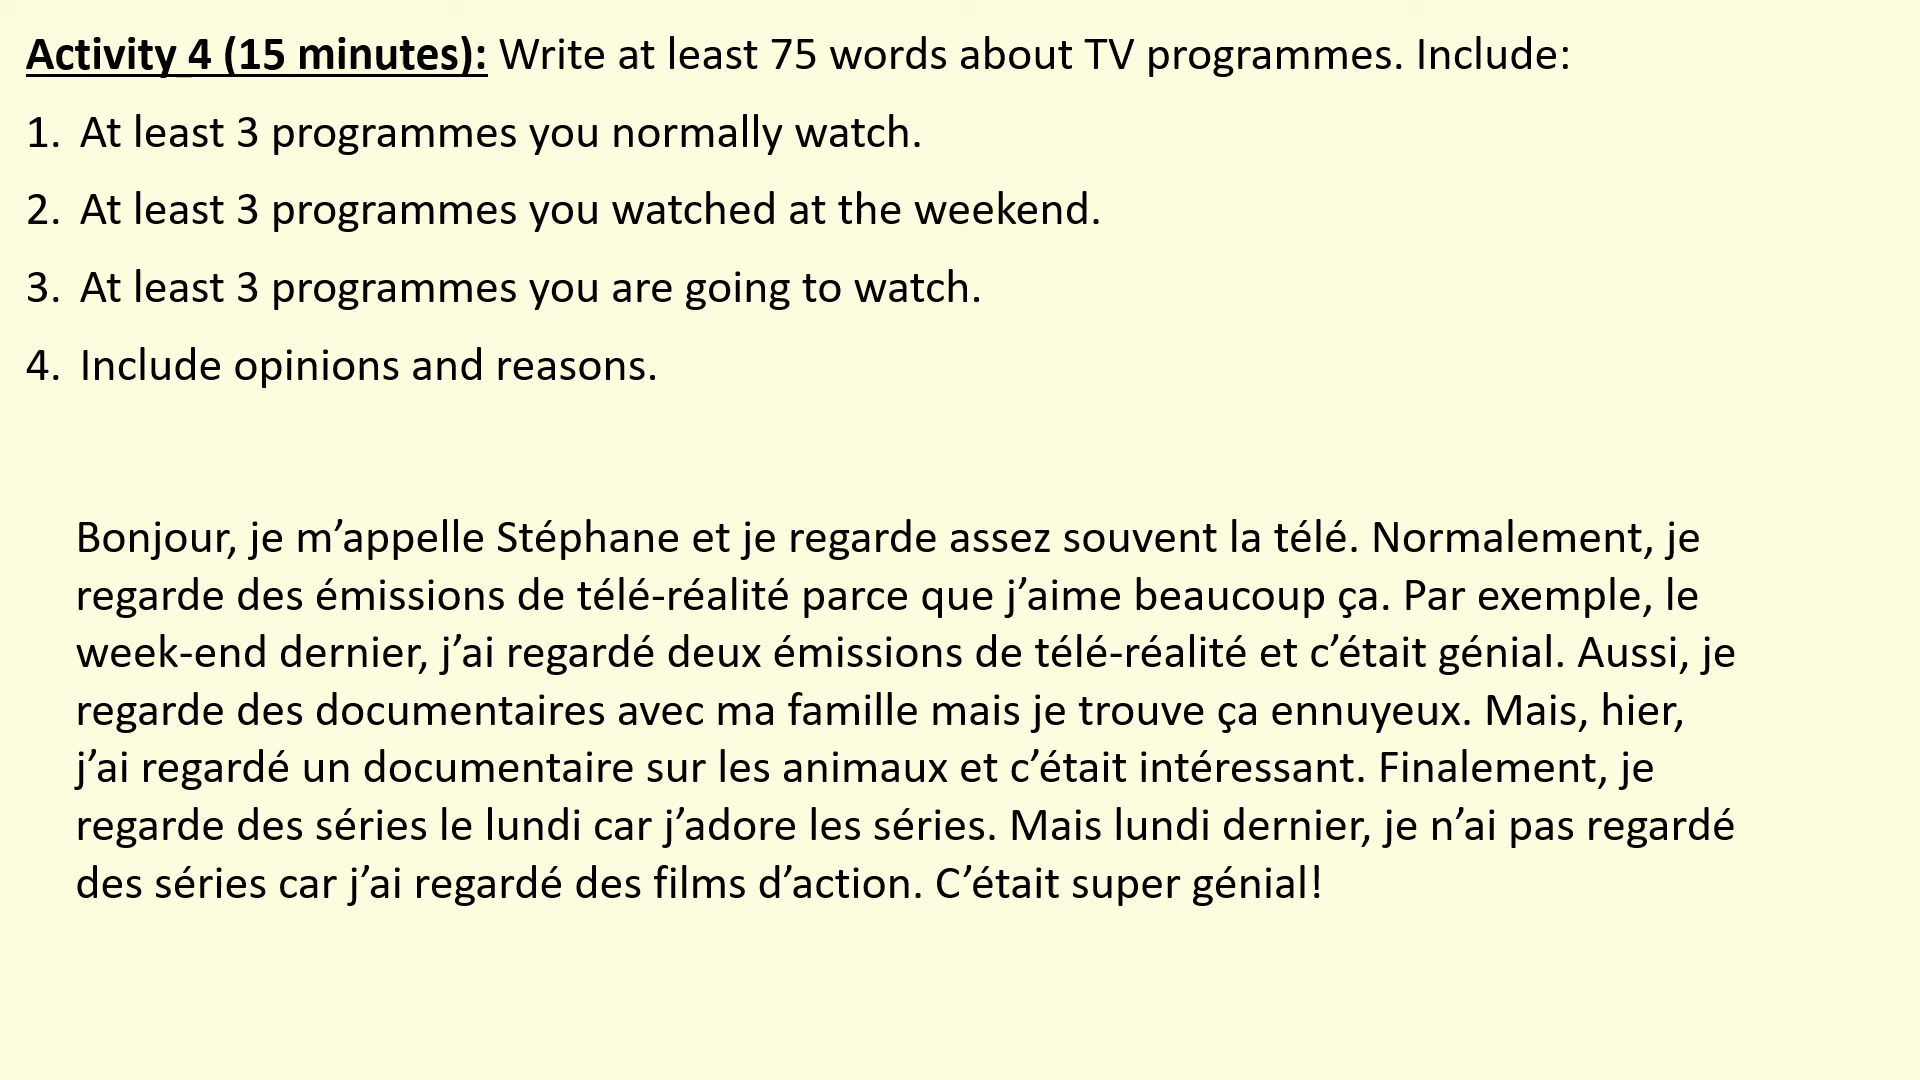 Activity 4 (15 minutes): Write at least 75 words about TV programmes. Include:
1. At least 3 programmes you normally watch.
2. At least 3 programmes you watched at the weekend.
3. At least 3 programmes you are going to watch.
4. Include opinions and reasons.
Bonjour, je m’appelle Stéphane et je regarde assez souvent la télé. Normalement, je
regarde des émissions de télé-réalité parce que j’aime beaucoup ça. Par exemple, le
week-end dernier, j’ai regardé deux émissions de télé-réalité et c’était génial. Aussi, je
regarde des documentaires avec ma famille mais je trouve ça ennuyeux. Mais, hier,
j’ai regardé un documentaire sur les animaux et c’était intéressant. Finalement, je
regarde des séries le lundi car j’adore les séries. Mais lundi dernier, je n’ai pas regardé
des séries car j’ai regardé des films d’action. C’était super génial!